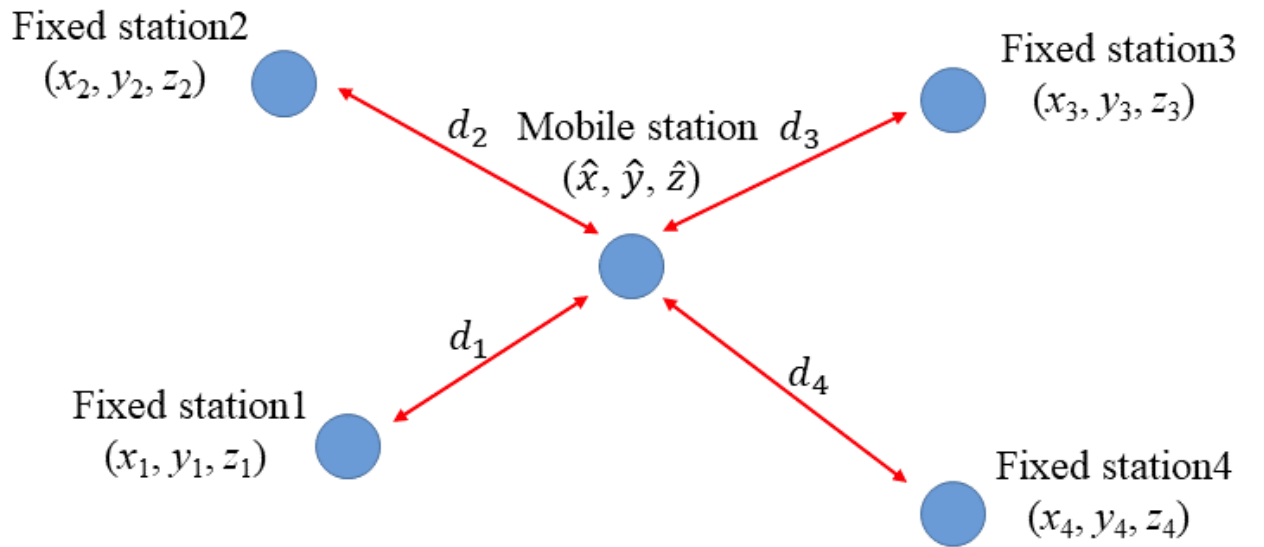 Fixed station2
(x₂, y₂, z₂)
Fixed station3
(x₃, y₃, z₃)
d₂
Mobile station
d₃
(x̂, ŷ, ẑ)
d₁
d₄
Fixed station1
(x₁, y₁, z₁)
Fixed station4
(x₄, y₄, z₄)